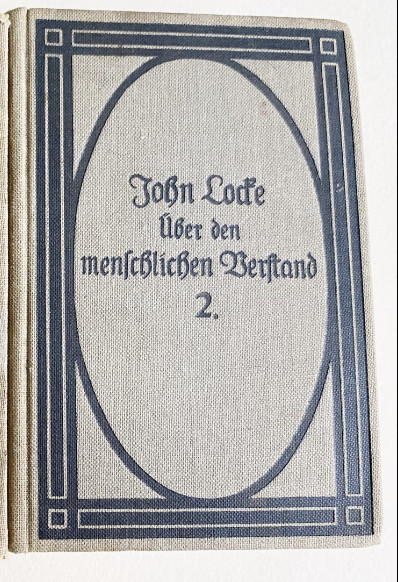 John Locke
Über den
menſchlichen Verſtand
2.